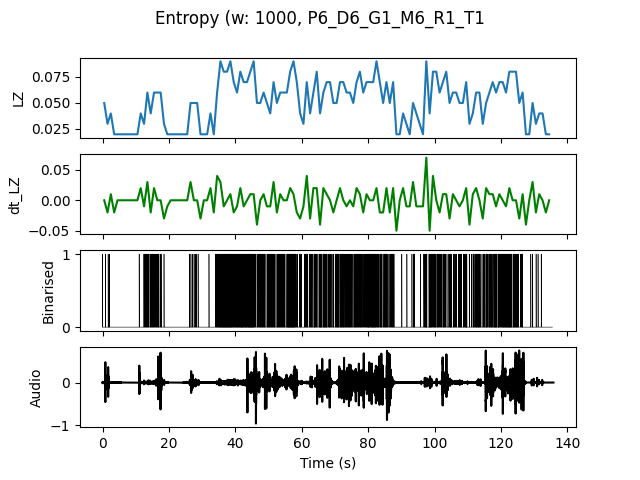 Entropy (w: 1000, P6_D6_G1_M6_R1_T1
LZ
0.075
0.050
0.025
dt_LZ
0.05
0.00
−0.05
Binarised
1
0
Audio
0
−1
0 20 40 60 80 100 120 140
Time (s)